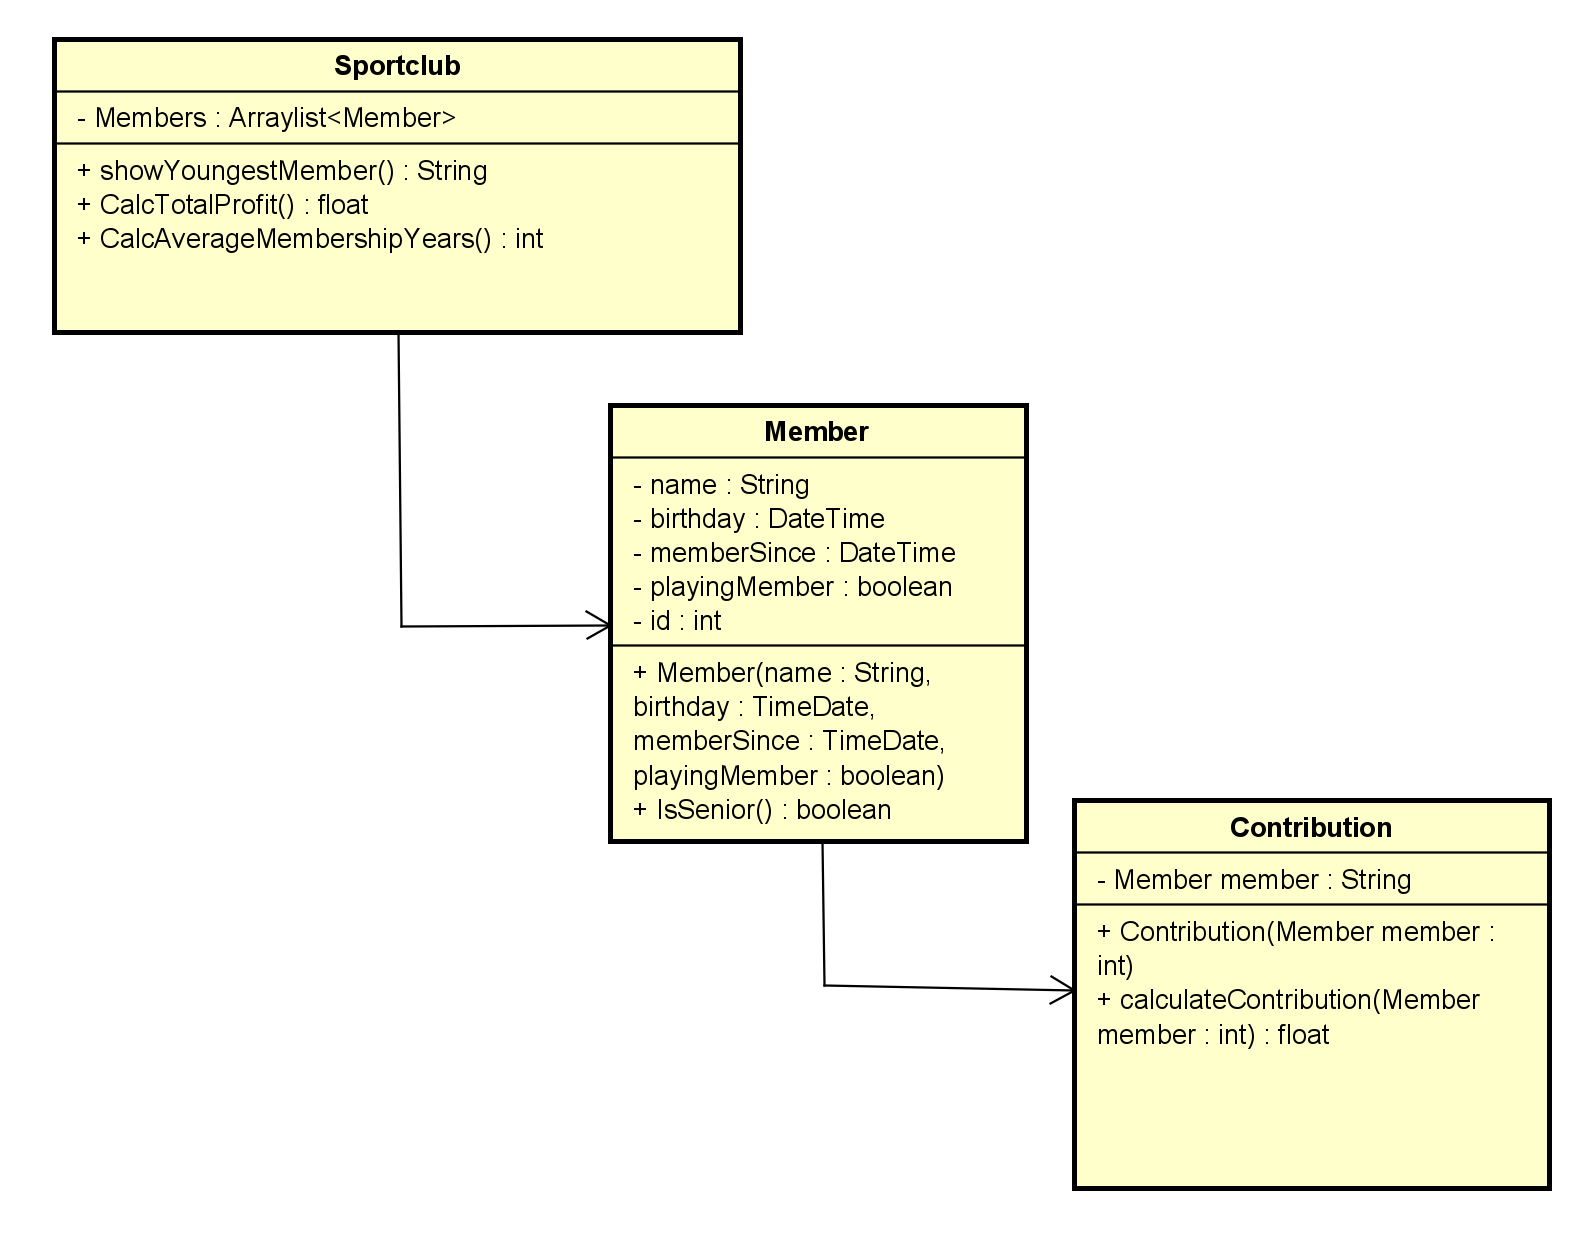 Sportclub
- Members : Arraylist<Member>
+ showYoungestMember() : String
+ CalcTotalProfit() : float
+ CalcAverageMembershipYears() : int
Member
- name : String
- birthday : DateTime
- memberSince : DateTime
- playingMember : boolean
- id : int
+ Member(name : String,
birthday : TimeDate,
memberSince : TimeDate,
playingMember : boolean)
+ IsSenior() : boolean
Contribution
- Member member : String
+ Contribution(Member member :
int)
+ calculateContribution(Member
member : int) : float